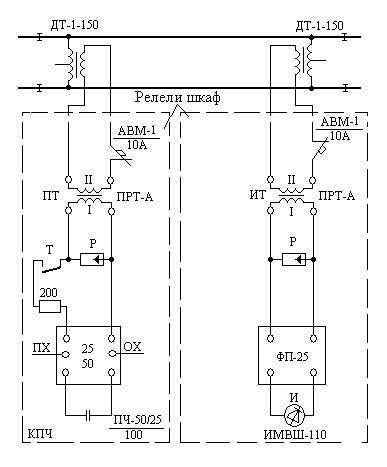 ДТ-1-150
ДТ-1-150
Релели шкаф
АВМ-1
10А
АВМ-1
10А
II
ПТ
ПРТ-А
I
II
ИТ
ПРТ-А
I
Т
Р
Р
200
ПХ
25
50
ОХ
ФП-25
ПЧ-50/25
100
КПЧ
И
ИМВШ-110